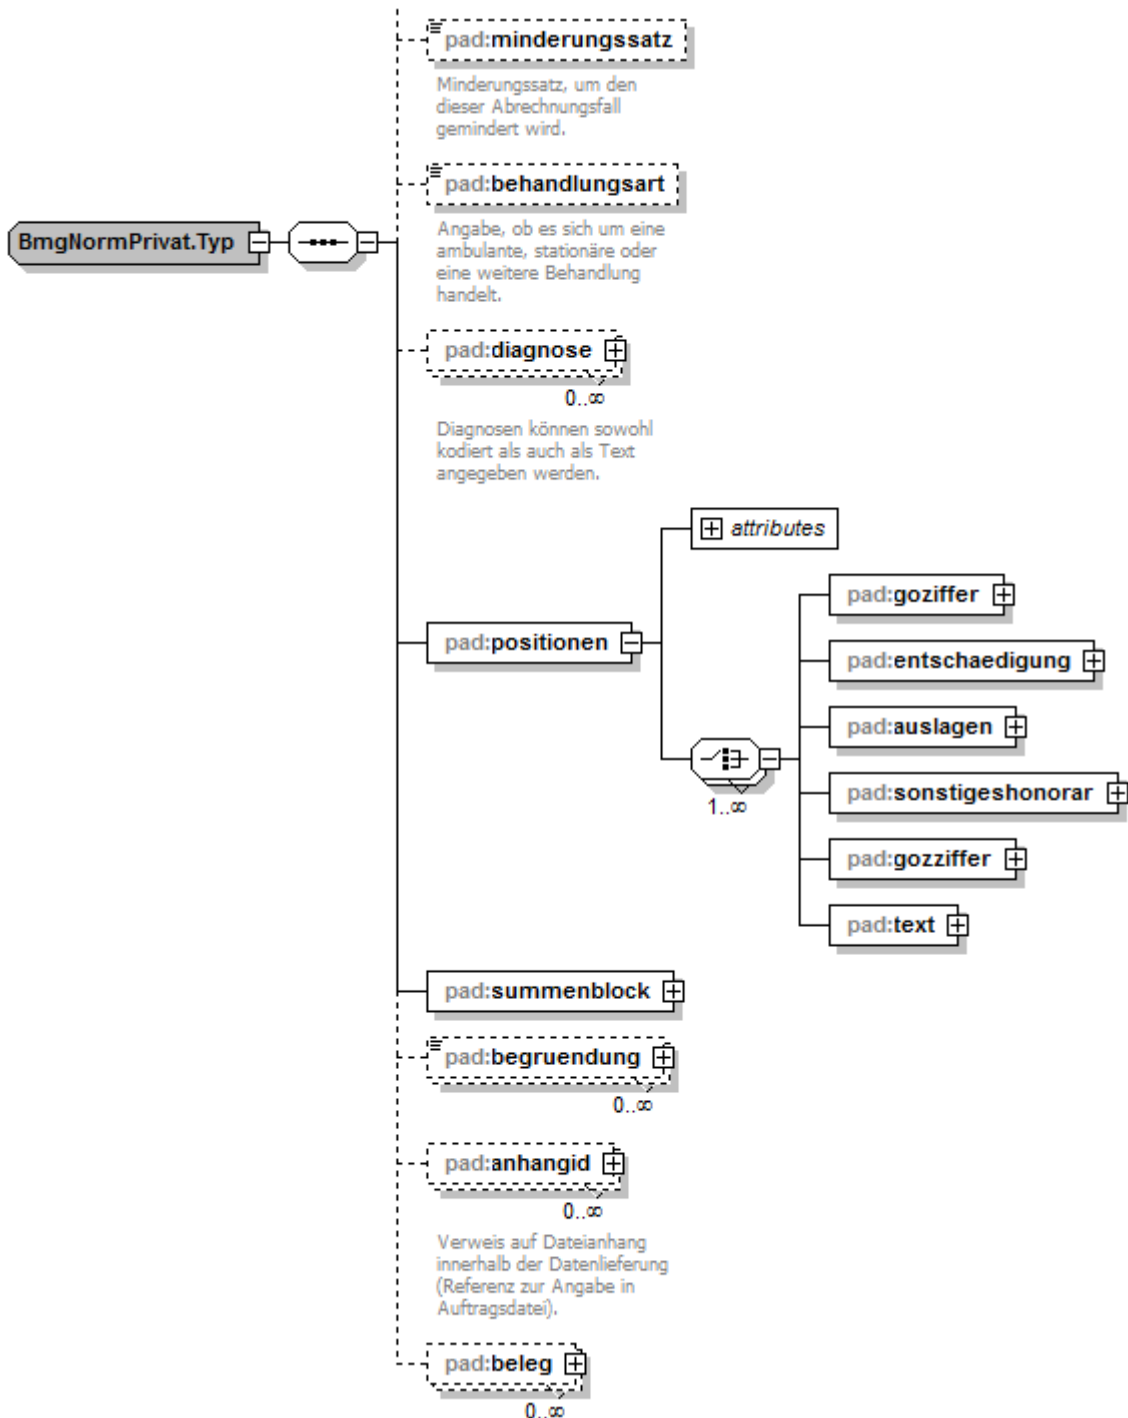 pad:minderungssatz
Minderungssatz, um den
dieser Abrechnungsfall
gemindert wird.
pad:behandlungsart
Angabe, ob es sich um eine
ambulante, stationäre oder
eine weitere Behandlung
handelt.
BmgNormPrivat.Typ
pad:diagnose
0..∞
Diagnosen können sowohl
kodiert als auch als Text
angegeben werden.
attributes
pad:goziffer
pad:positionen
pad:entschaedigung
pad:auslagen
pad:sonstigeshonorar
1..∞
pad:gozziffer
pad:text
pad:summenblock
pad:begruendung
0..∞
pad:anhangid
0..∞
Verweis auf Dateianhang
innerhalb der Datenlieferung
(Referenz zur Angabe in
Auftragsdatei).
pad:beleg
0..∞